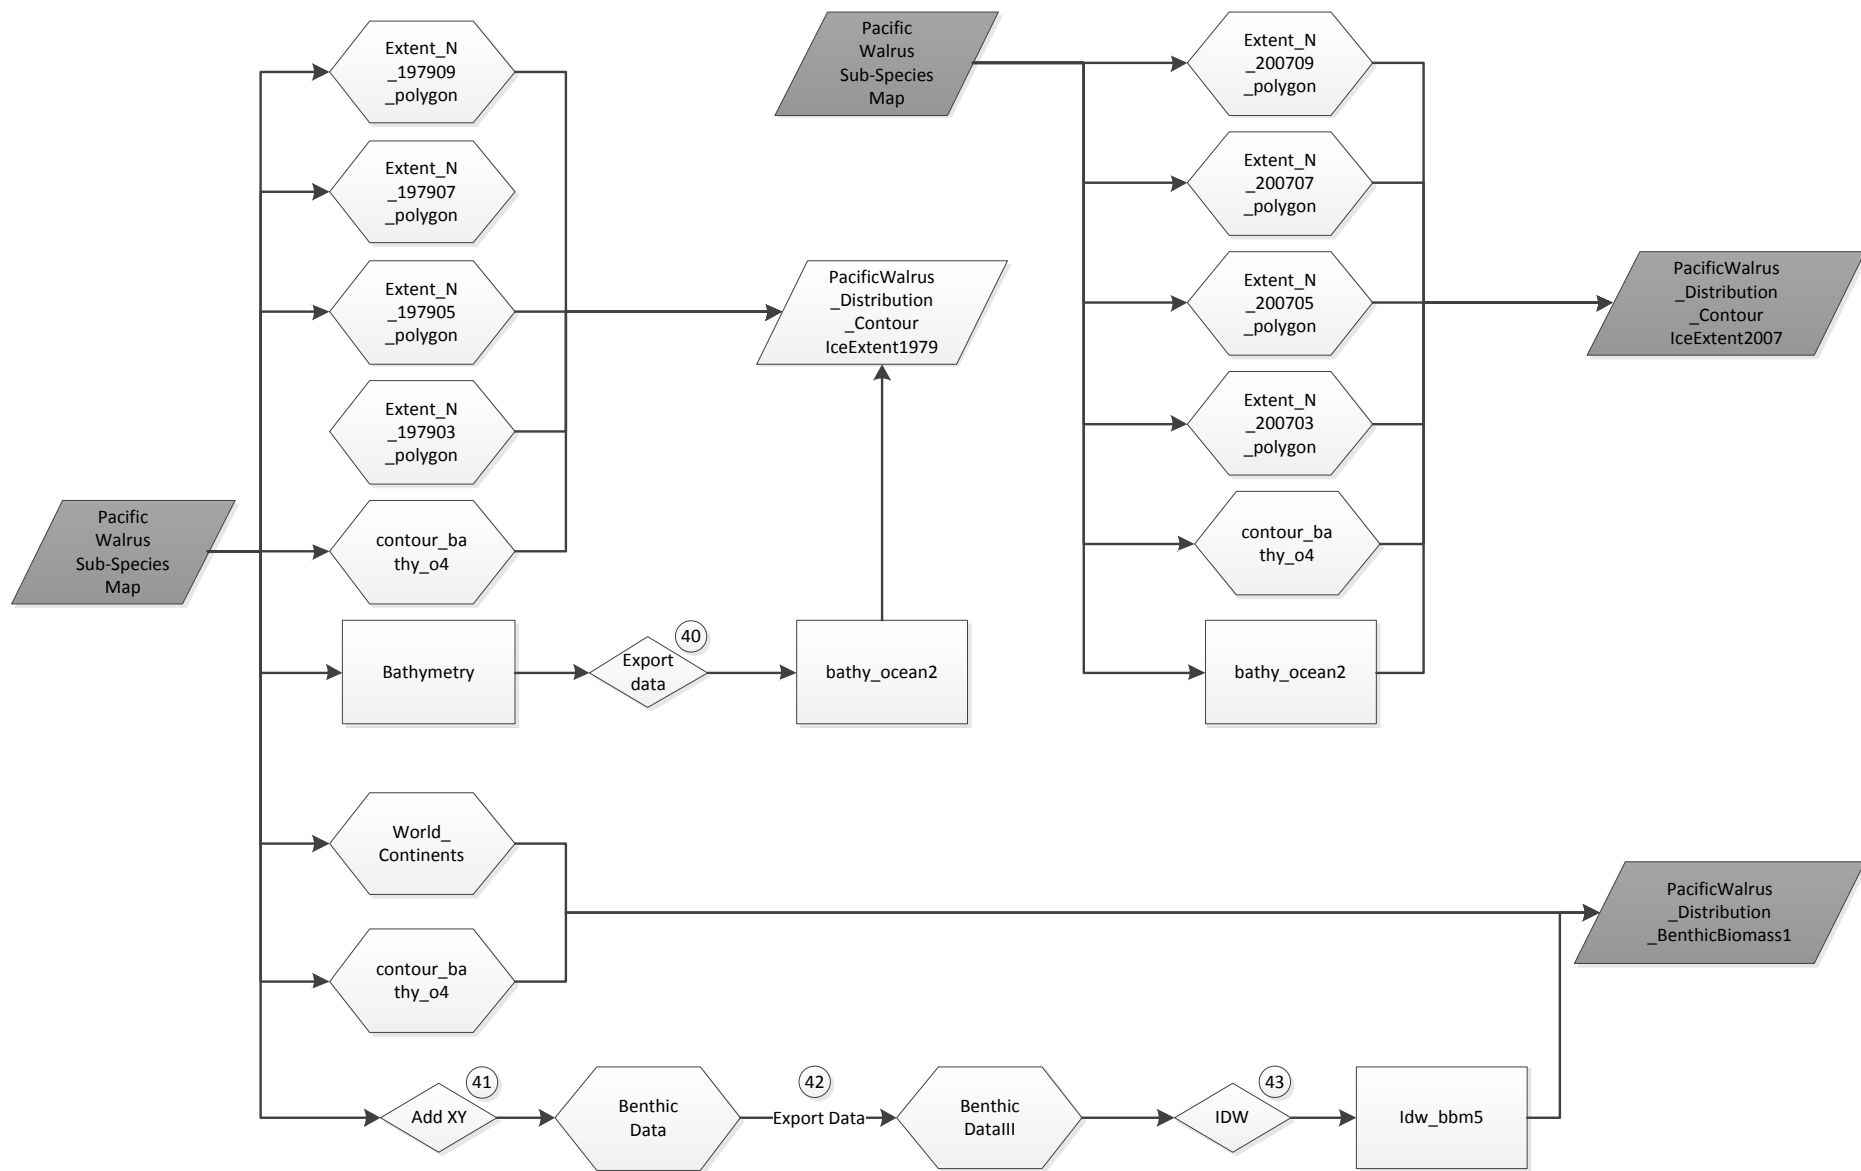 Extent_N
_197909
_polygon
Extent_N
_197907
_polygon
Extent_N
_197905
_polygon
Extent_N
_197903
_polygon
Pacific
Walrus
Sub-Species
Map
contour_ba
thy_o4
Bathymetry
40
Export
data
bathy_ocean2
PacificWalrus
_Distribution
_Contour
IceExtent1979
Pacific
Walrus
Sub-Species
Map
Extent_N
_200709
_polygon
Extent_N
_200707
_polygon
Extent_N
_200705
_polygon
Extent_N
_200703
_polygon
contour_ba
thy_o4
bathy_ocean2
PacificWalrus
_Distribution
_Contour
IceExtent2007
World_
Continents
contour_ba
thy_o4
PacificWalrus
_Distribution
_BenthicBiomass1
41
Add XY
Benthic
Data
42
Export Data
Benthic
DataIII
43
IDW
Idw_bbm5